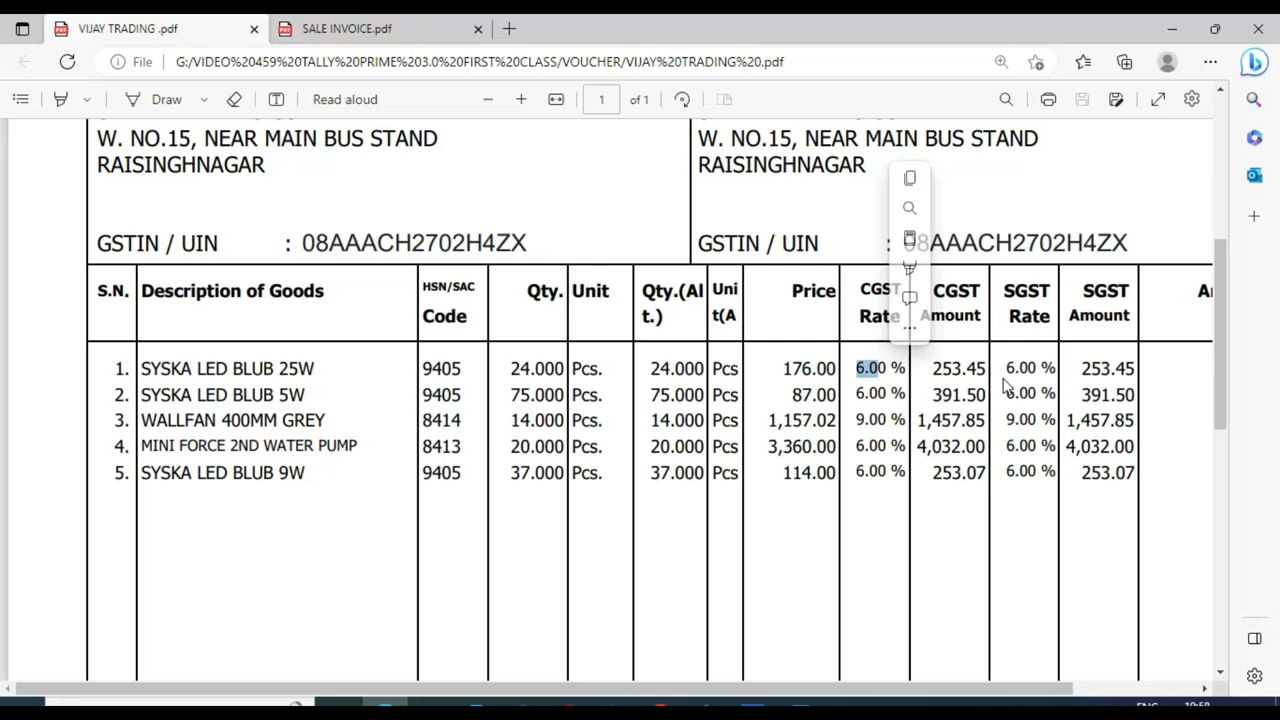 VIJAY TRADING .pdf
SALE INVOICE.pdf
File G:/VIDEO%20459%20TALLY%20PRIME%203.0%20FIRST%20CLASS/VOUCHER/VIJAY%20TRADING%20.pdf
Draw Read aloud 1 of 1
W. NO.15, NEAR MAIN BUS STAND W. NO.15, NEAR MAIN BUS STAND
RAISINGHNAGAR RAISINGHNAGAR
GSTIN / UIN : 08AAACH2702H4ZX GSTIN / UIN : 08AAACH2702H4ZX
S.N. Description of Goods HSN/SAC Qty. Unit Qty.(Al Uni Price CGST CGST SGST SGST
Code t.) t(A Rate Amount Rate Amount
1. SYSKA LED BLUB 25W 9405 24.000 Pcs. 24.000 Pcs 176.00 6.00 % 253.45 6.00 % 253.45
2. SYSKA LED BLUB 5W 9405 75.000 Pcs. 75.000 Pcs 87.00 6.00 % 391.50 6.00 % 391.50
3. WALLFAN 400MM GREY 8414 14.000 Pcs. 14.000 Pcs 1,157.02 9.00 % 1,457.85 9.00 % 1,457.85
4. MINI FORCE 2ND WATER PUMP 8413 20.000 Pcs. 20.000 Pcs 3,360.00 6.00 % 4,032.00 6.00 % 4,032.00
5. SYSKA LED BLUB 9W 9405 37.000 Pcs. 37.000 Pcs 114.00 6.00 % 253.07 6.00 % 253.07